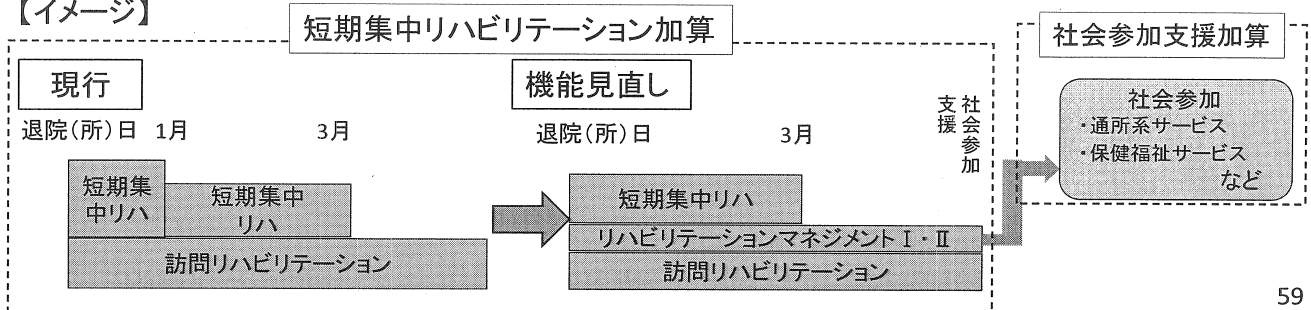 【イメージ】
短期集中リハビリテーション加算
社会参加支援加算
現行
機能見直し
退院(所)日 1月 3月
退院(所)日 3月
社会参加
支援
社会参加
・通所系サービス
・保健福祉サービス
など
短期集
中リハ
短期集中
リハ
訪問リハビリテーション
短期集中リハ
リハビリテーションマネジメントⅠ・Ⅱ
訪問リハビリテーション
59